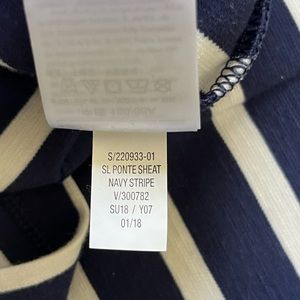 S/220933-01
SL PONTE SHEAT
NAVY STRIPE
V/300782
SU18 / Y07
01/18